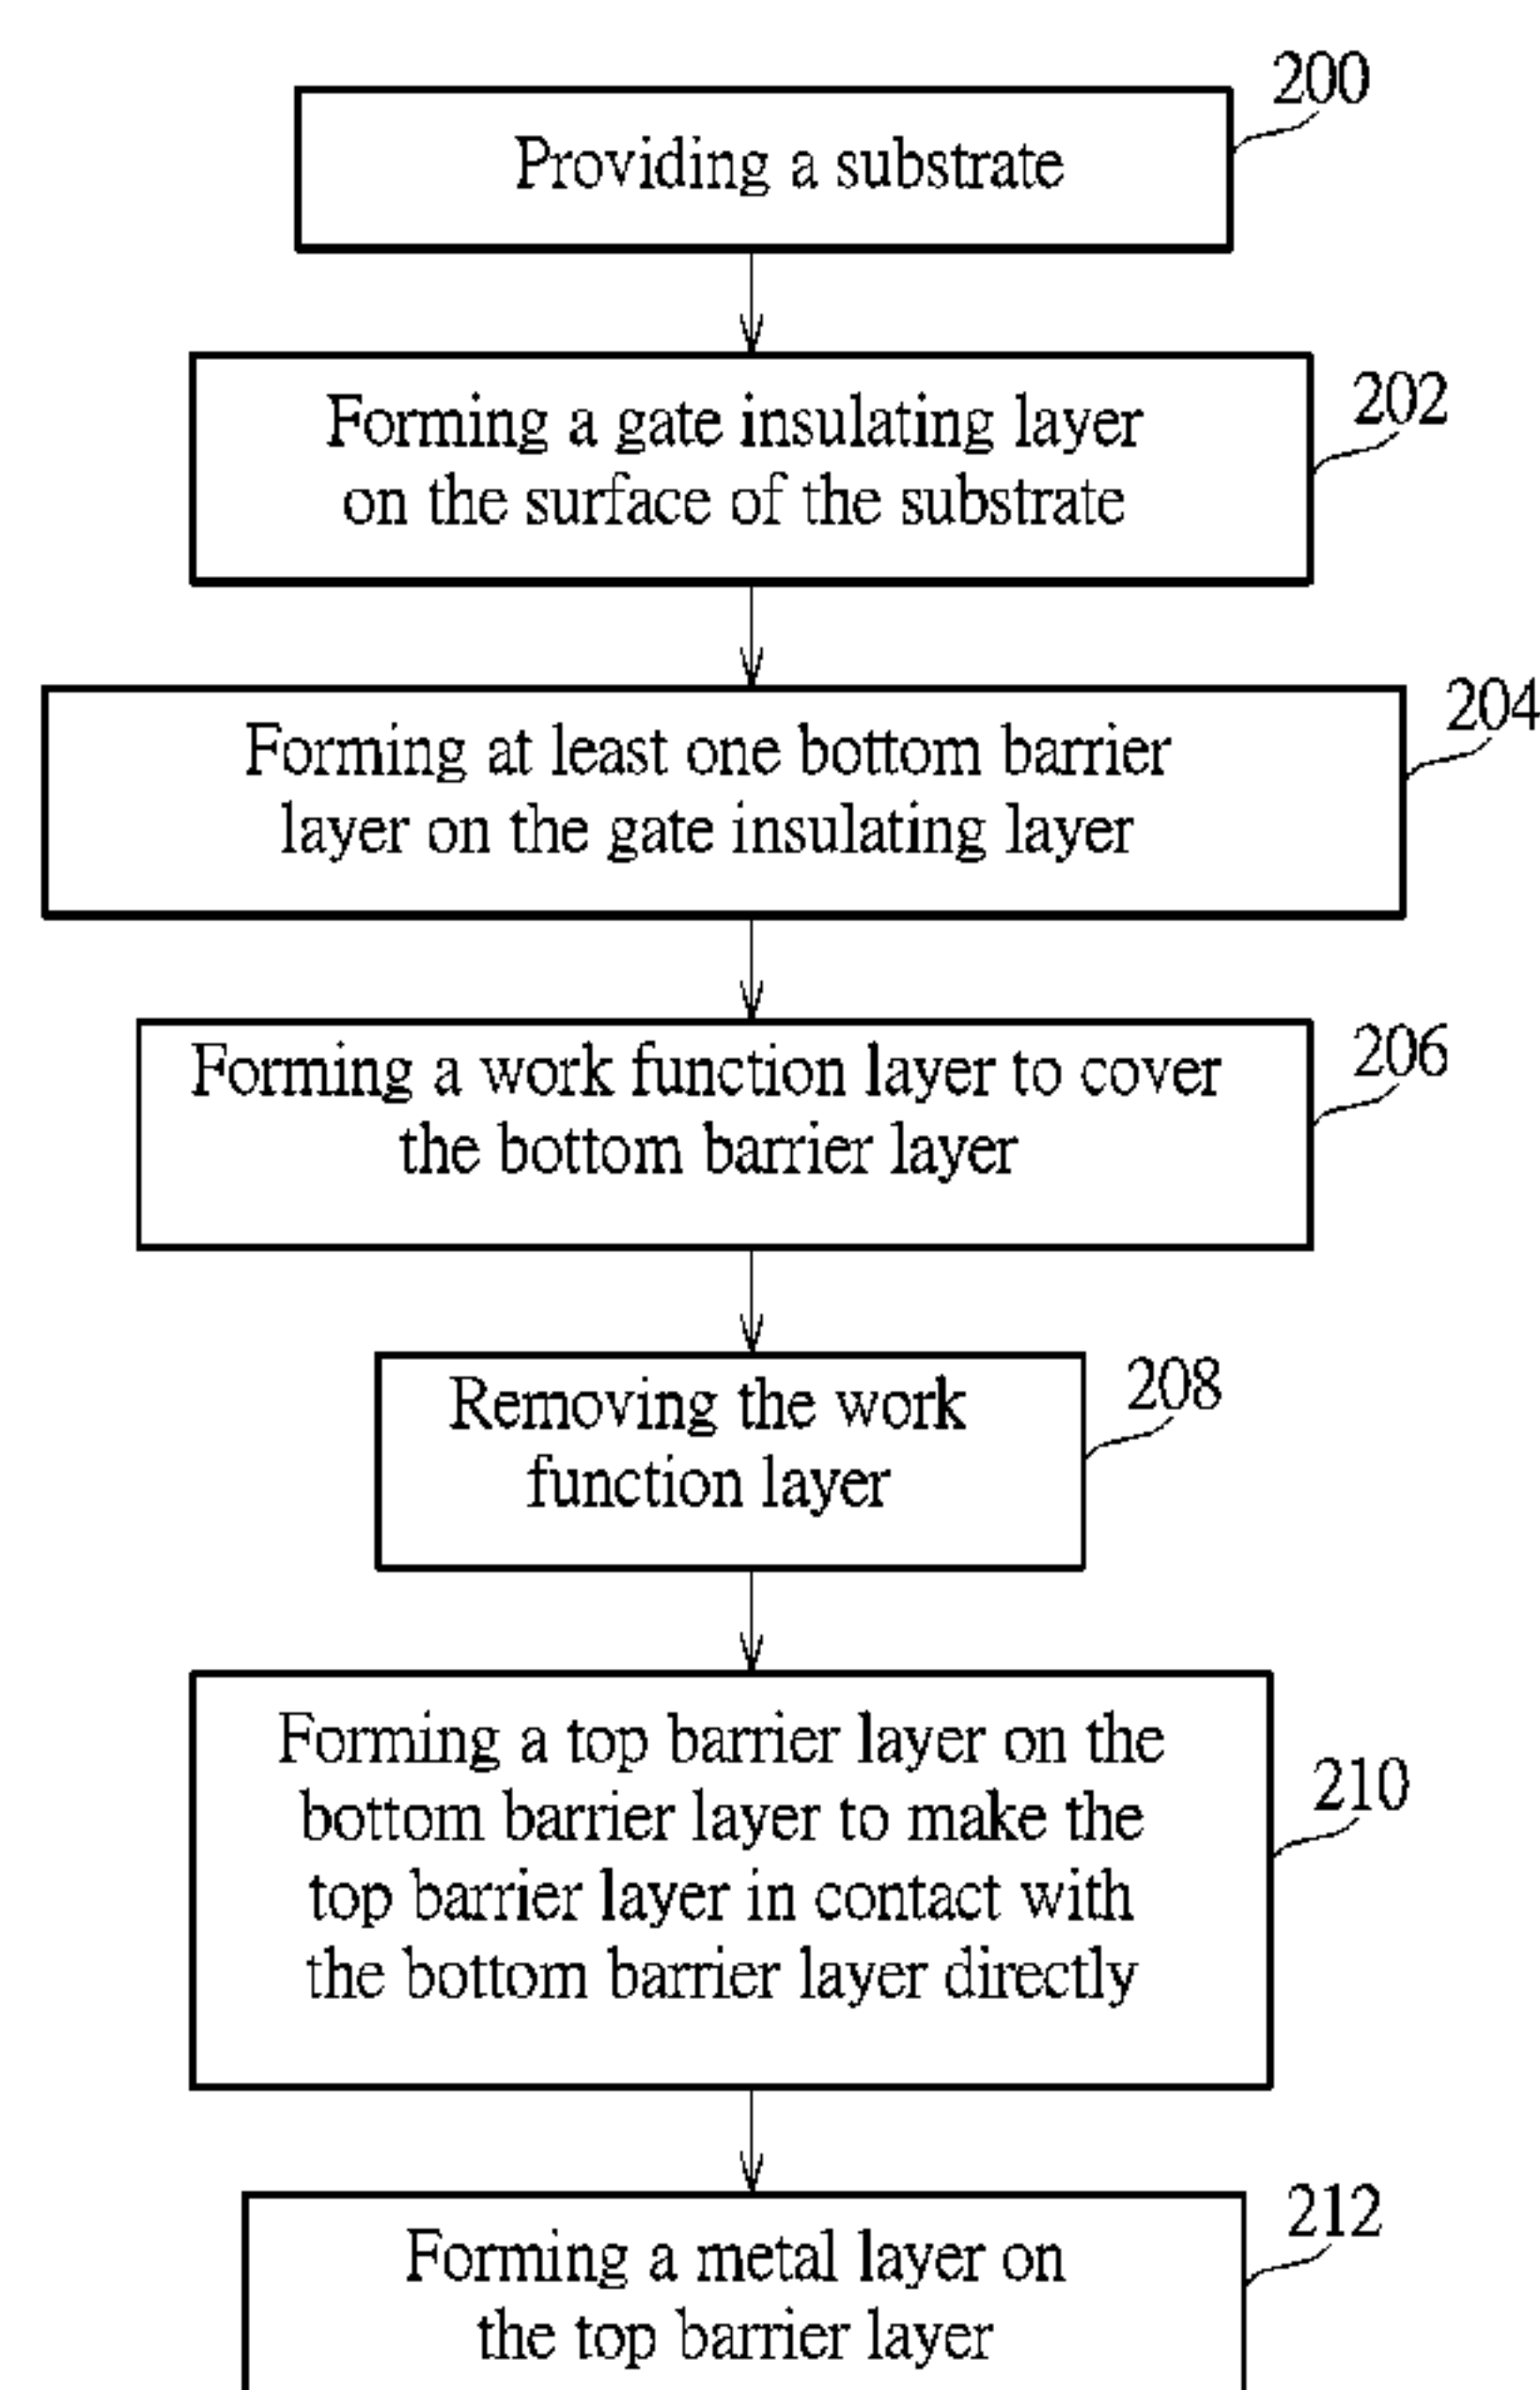 200
Providing a substrate
202
Forming a gate insulating layer
on the surface of the substrate
204
Forming at least one bottom barrier
layer on the gate insulating layer
206
Forming a work function layer to cover
the bottom barrier layer
208
Removing the work
function layer
Forming a top barrier layer on the
210
bottom barrier layer to make the
top barrier layer in contact with
the bottom barrier layer directly
212
Forming a metal layer on
the top barrier layer